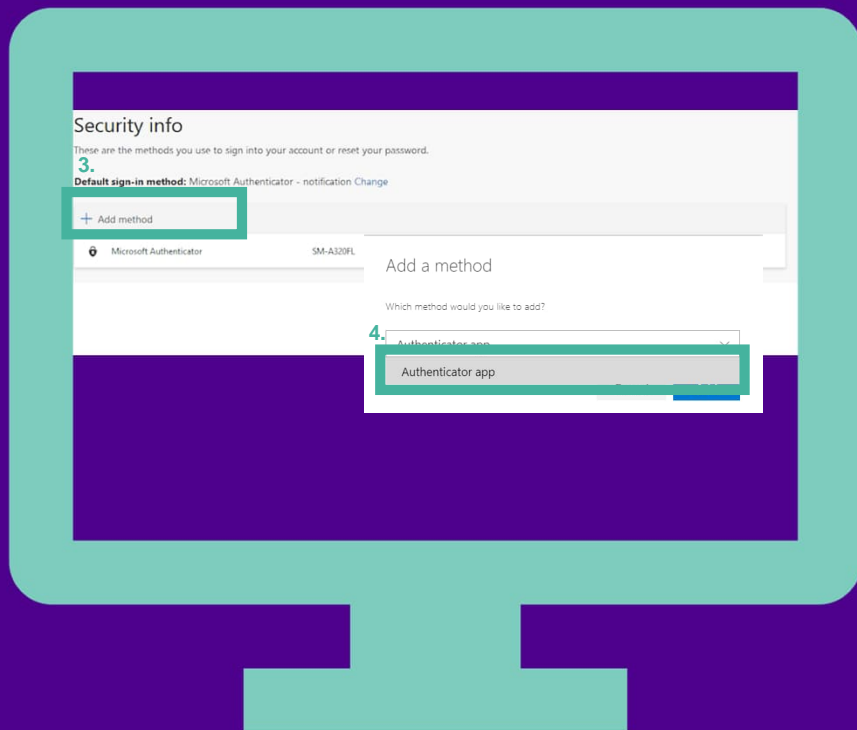 Security info
These are the methods you use to sign into your account or reset your password.
3.
Default sign-in method: Microsoft Authenticator - notification Change
+ Add method
Microsoft Authenticator SM-A320FL
Add a method
Which method would you like to add?
4.
Authenticator app
Authenticator app